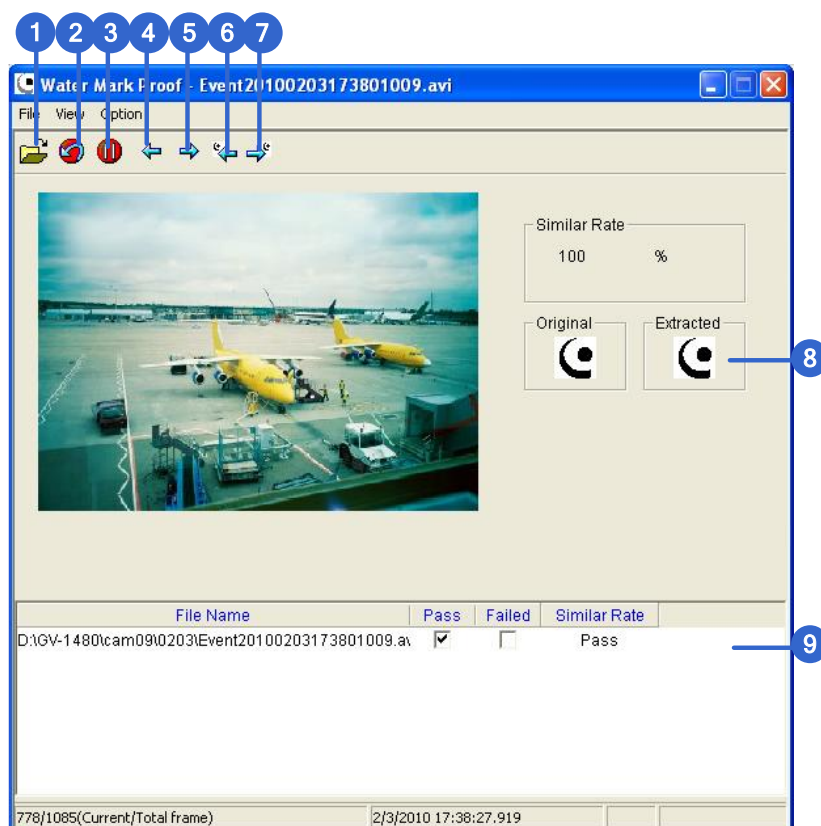 1 2 3 4 5 6 7
Water Mark Proof - Event20100203173801009.avi
File View Option
Similar Rate
100 %
Original Extracted
8
File Name Pass Failed Similar Rate
D:\GV-1480\cam09\0203\Event20100203173801009.av Pass
9
778/1085(Current/Total frame) 2/3/2010 17:38:27.919